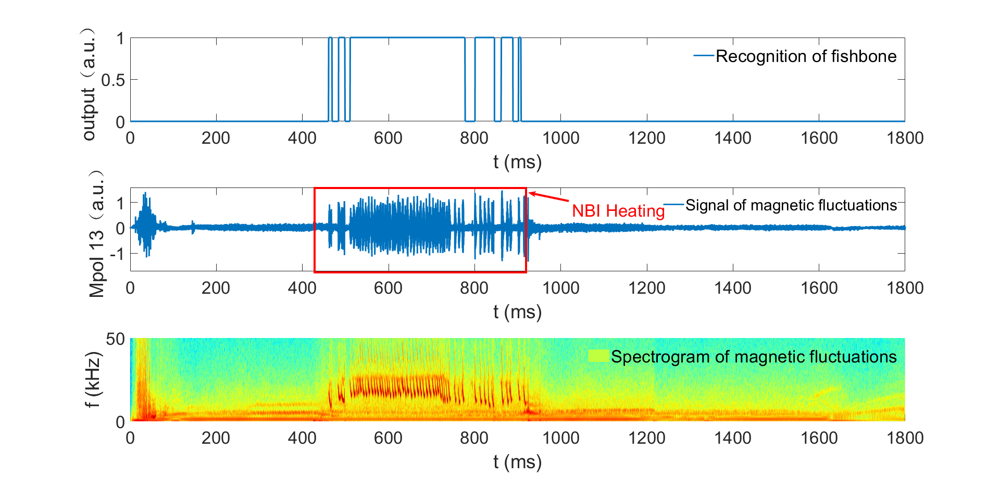 output（a.u.）
1
0.5
0
Recognition of fishbone
0 200 400 600 800 1000 1200 1400 1600 1800
t (ms)
Mpol 13（a.u.）
1
0
-1
NBI Heating
Signal of magnetic fluctuations
0 200 400 600 800 1000 1200 1400 1600 1800
t (ms)
f (kHz)
50
0
Spectrogram of magnetic fluctuations
0 200 400 600 800 1000 1200 1400 1600 1800
t (ms)